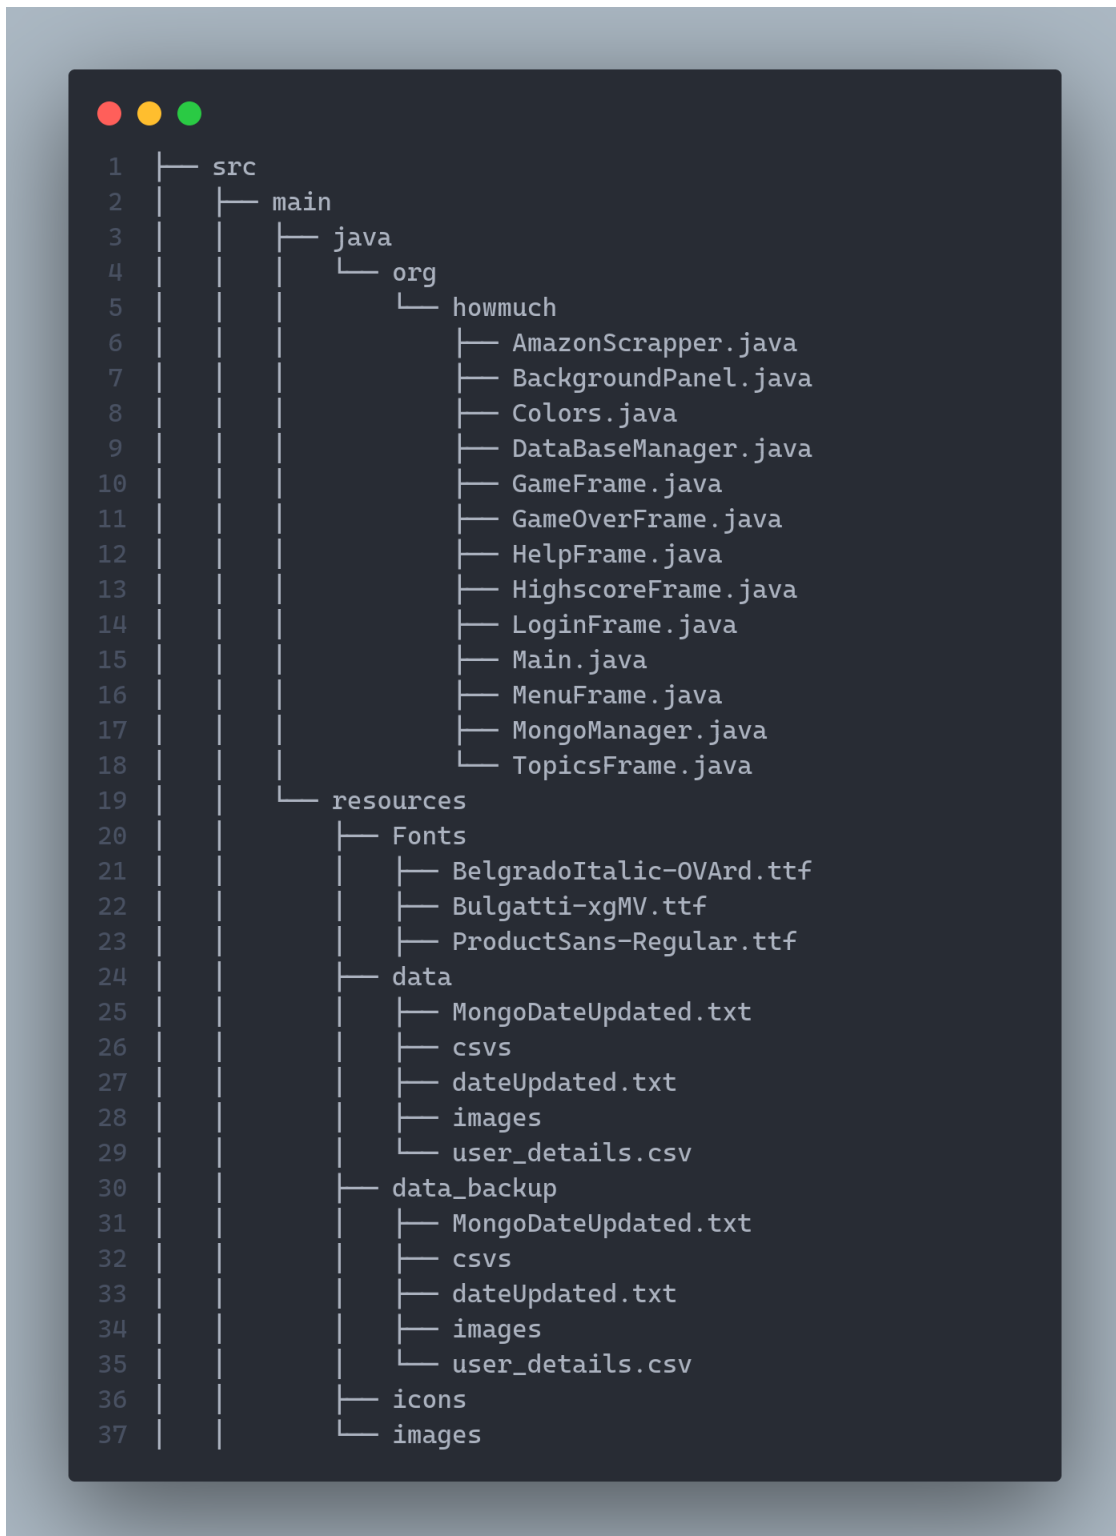 1 ├── src
2 │   ├── main
3 │   │   ├── java
4 │   │   │   └── org
5 │   │   │       └── howmuch
6 │   │   │           ├── AmazonScrapper.java
7 │   │   │           ├── BackgroundPanel.java
8 │   │   │           ├── Colors.java
9 │   │   │           ├── DataBaseManager.java
10 │   │   │           ├── GameFrame.java
11 │   │   │           ├── GameOverFrame.java
12 │   │   │           ├── HelpFrame.java
13 │   │   │           ├── HighscoreFrame.java
14 │   │   │           ├── LoginFrame.java
15 │   │   │           ├── Main.java
16 │   │   │           ├── MenuFrame.java
17 │   │   │           ├── MongoManager.java
18 │   │   │           └── TopicsFrame.java
19 │   │   └── resources
20 │   │       ├── Fonts
21 │   │       │   ├── BelgradoItalic-OVArd.ttf
22 │   │       │   ├── Bulgatti-xgMV.ttf
23 │   │       │   ├── ProductSans-Regular.ttf
24 │   │       ├── data
25 │   │       │   ├── MongoDateUpdated.txt
26 │   │       │   ├── csvs
27 │   │       │   ├── dateUpdated.txt
28 │   │       │   ├── images
29 │   │       │   └── user_details.csv
30 │   │       ├── data_backup
31 │   │       │   ├── MongoDateUpdated.txt
32 │   │       │   ├── csvs
33 │   │       │   ├── dateUpdated.txt
34 │   │       │   ├── images
35 │   │       │   └── user_details.csv
36 │   │       ├── icons
37 │   │       └── images